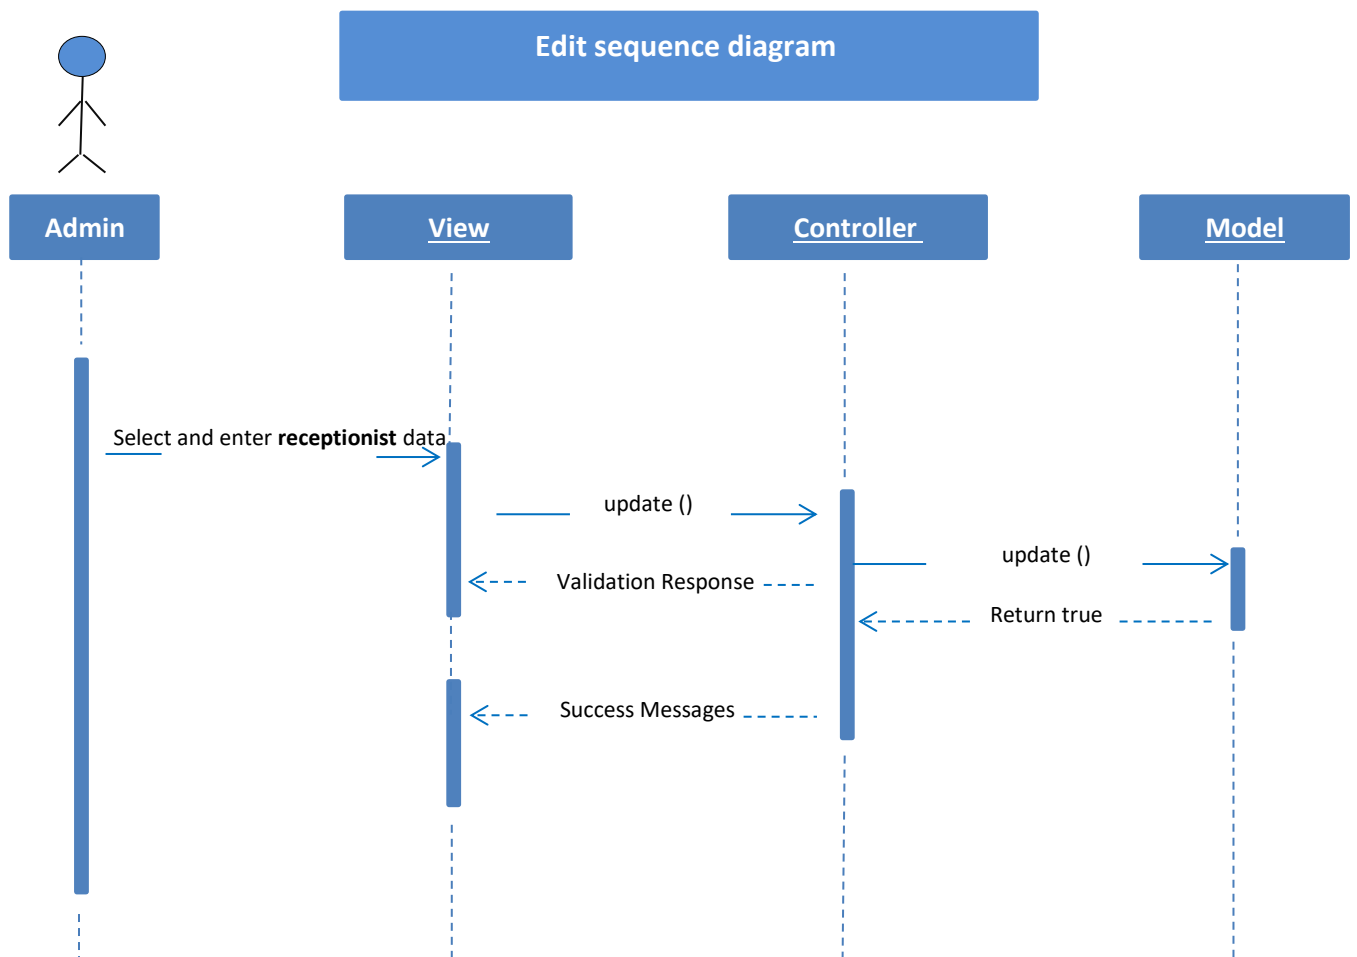 Edit sequence diagram
Admin
View
Controller
Model
Select and enter receptionist data
update ()
update ()
Validation Response
Return true
Success Messages